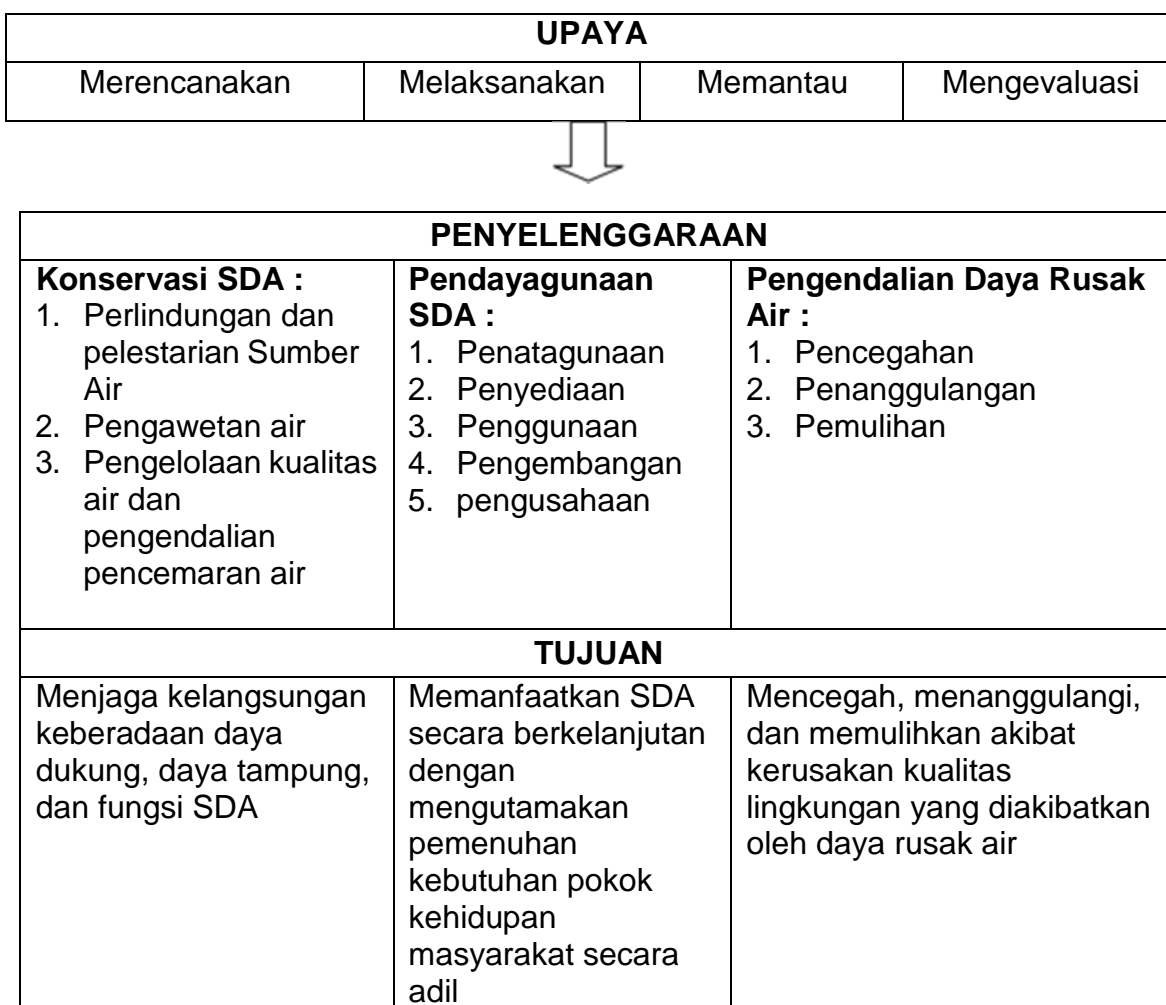 UPAYA
Merencanakan
Melaksanakan
Memantau
Mengevaluasi
PENYELENGGARAAN
Konservasi SDA :
1. Perlindungan dan
pelestarian Sumber
Air
2. Pengawetan air
3. Pengelolaan kualitas
air dan
pengendalian
pencemaran air
Pendayagunaan
SDA :
1. Penatagunaan
2. Penyediaan
3. Penggunaan
4. Pengembangan
5. pengusahaan
Pengendalian Daya Rusak
Air :
1. Pencegahan
2. Penanggulangan
3. Pemulihan
TUJUAN
Menjaga kelangsungan
keberadaan daya
dukung, daya tampung,
dan fungsi SDA
Memanfaatkan SDA
secara berkelanjutan
dengan
mengutamakan
pemenuhan
kebutuhan pokok
kehidupan
masyarakat secara
adil
Mencegah, menanggulangi,
dan memulihkan akibat
kerusakan kualitas
lingkungan yang diakibatkan
oleh daya rusak air